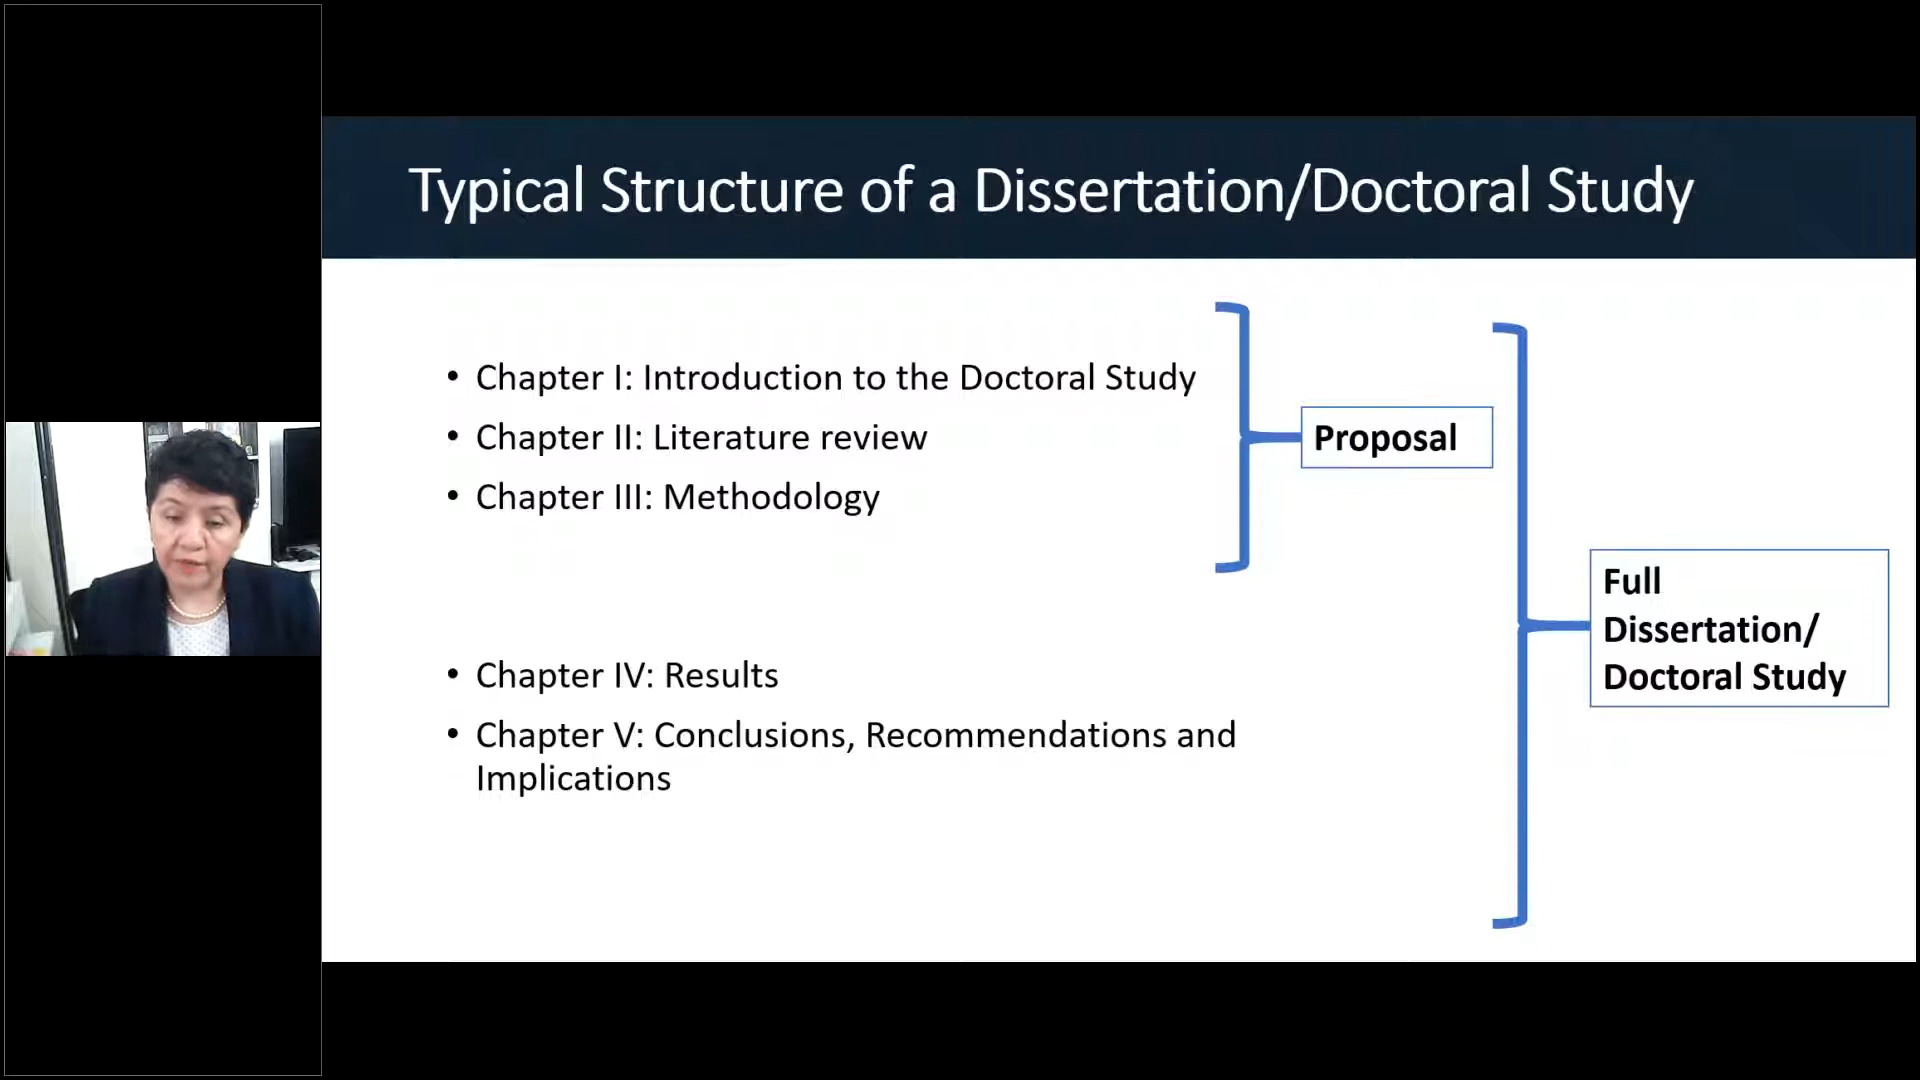 Typical Structure of a Dissertation/Doctoral Study
• Chapter I: Introduction to the Doctoral Study
• Chapter II: Literature review
• Chapter III: Methodology
Proposal
• Chapter IV: Results
• Chapter V: Conclusions, Recommendations and
Implications
Full
Dissertation/
Doctoral Study